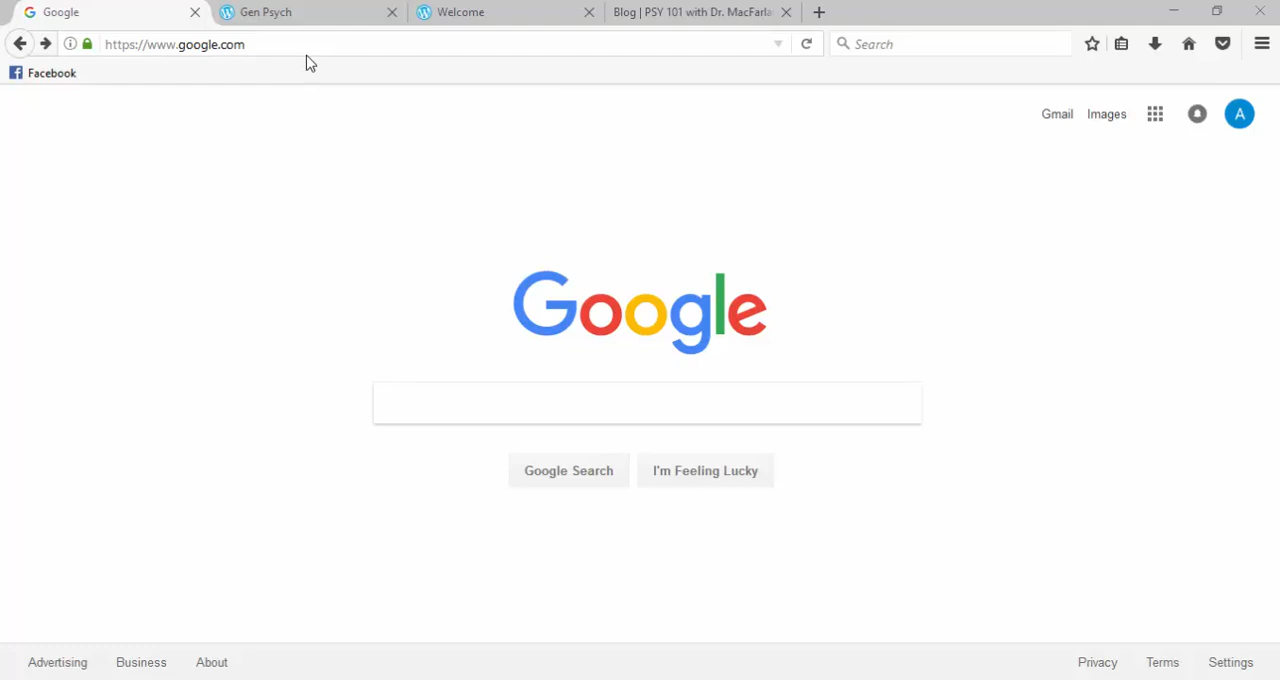 Google
Gen Psych
Welcome
Blog | PSY 101 with Dr. MacFarla
https://www.google.com
Search
Facebook
Gmail
Images
A
Google
Google Search
I'm Feeling Lucky
Advertising
Business
About
Privacy
Terms
Settings